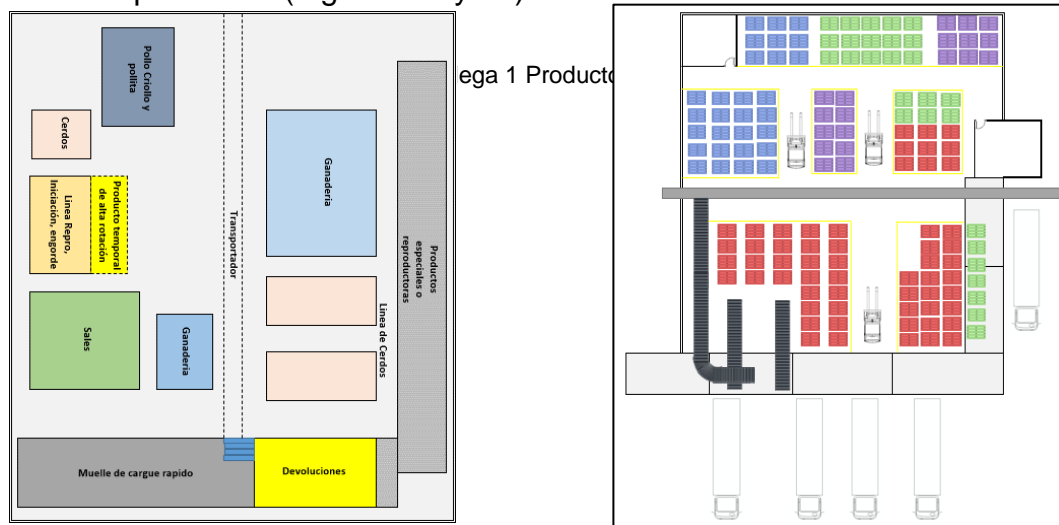 ega 1 Producto
Pollo Criollo y
pollita
Cerdos
Producto temporal
de alta rotación
Linea Repro,
Iniciación, engorde
Sales
Ganaderia
Transportador
Ganaderia
Linea de Cerdos
Productos
especiales o
reproductoras
Muelle de cargue rapido
Devoluciones